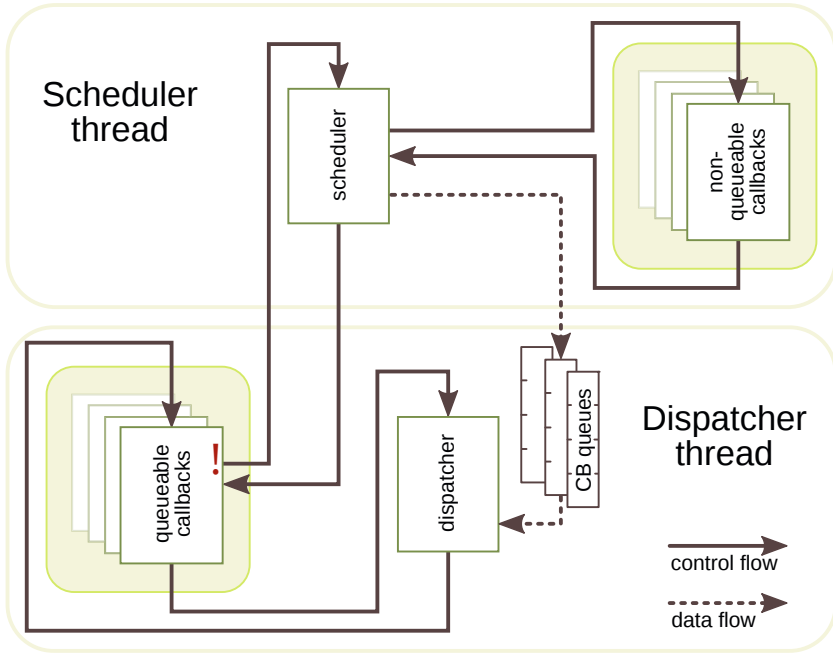 Scheduler
thread
scheduler
non-
queueable
callbacks
queueable
callbacks
!
dispatcher
CB queues
Dispatcher
thread
control flow
data flow